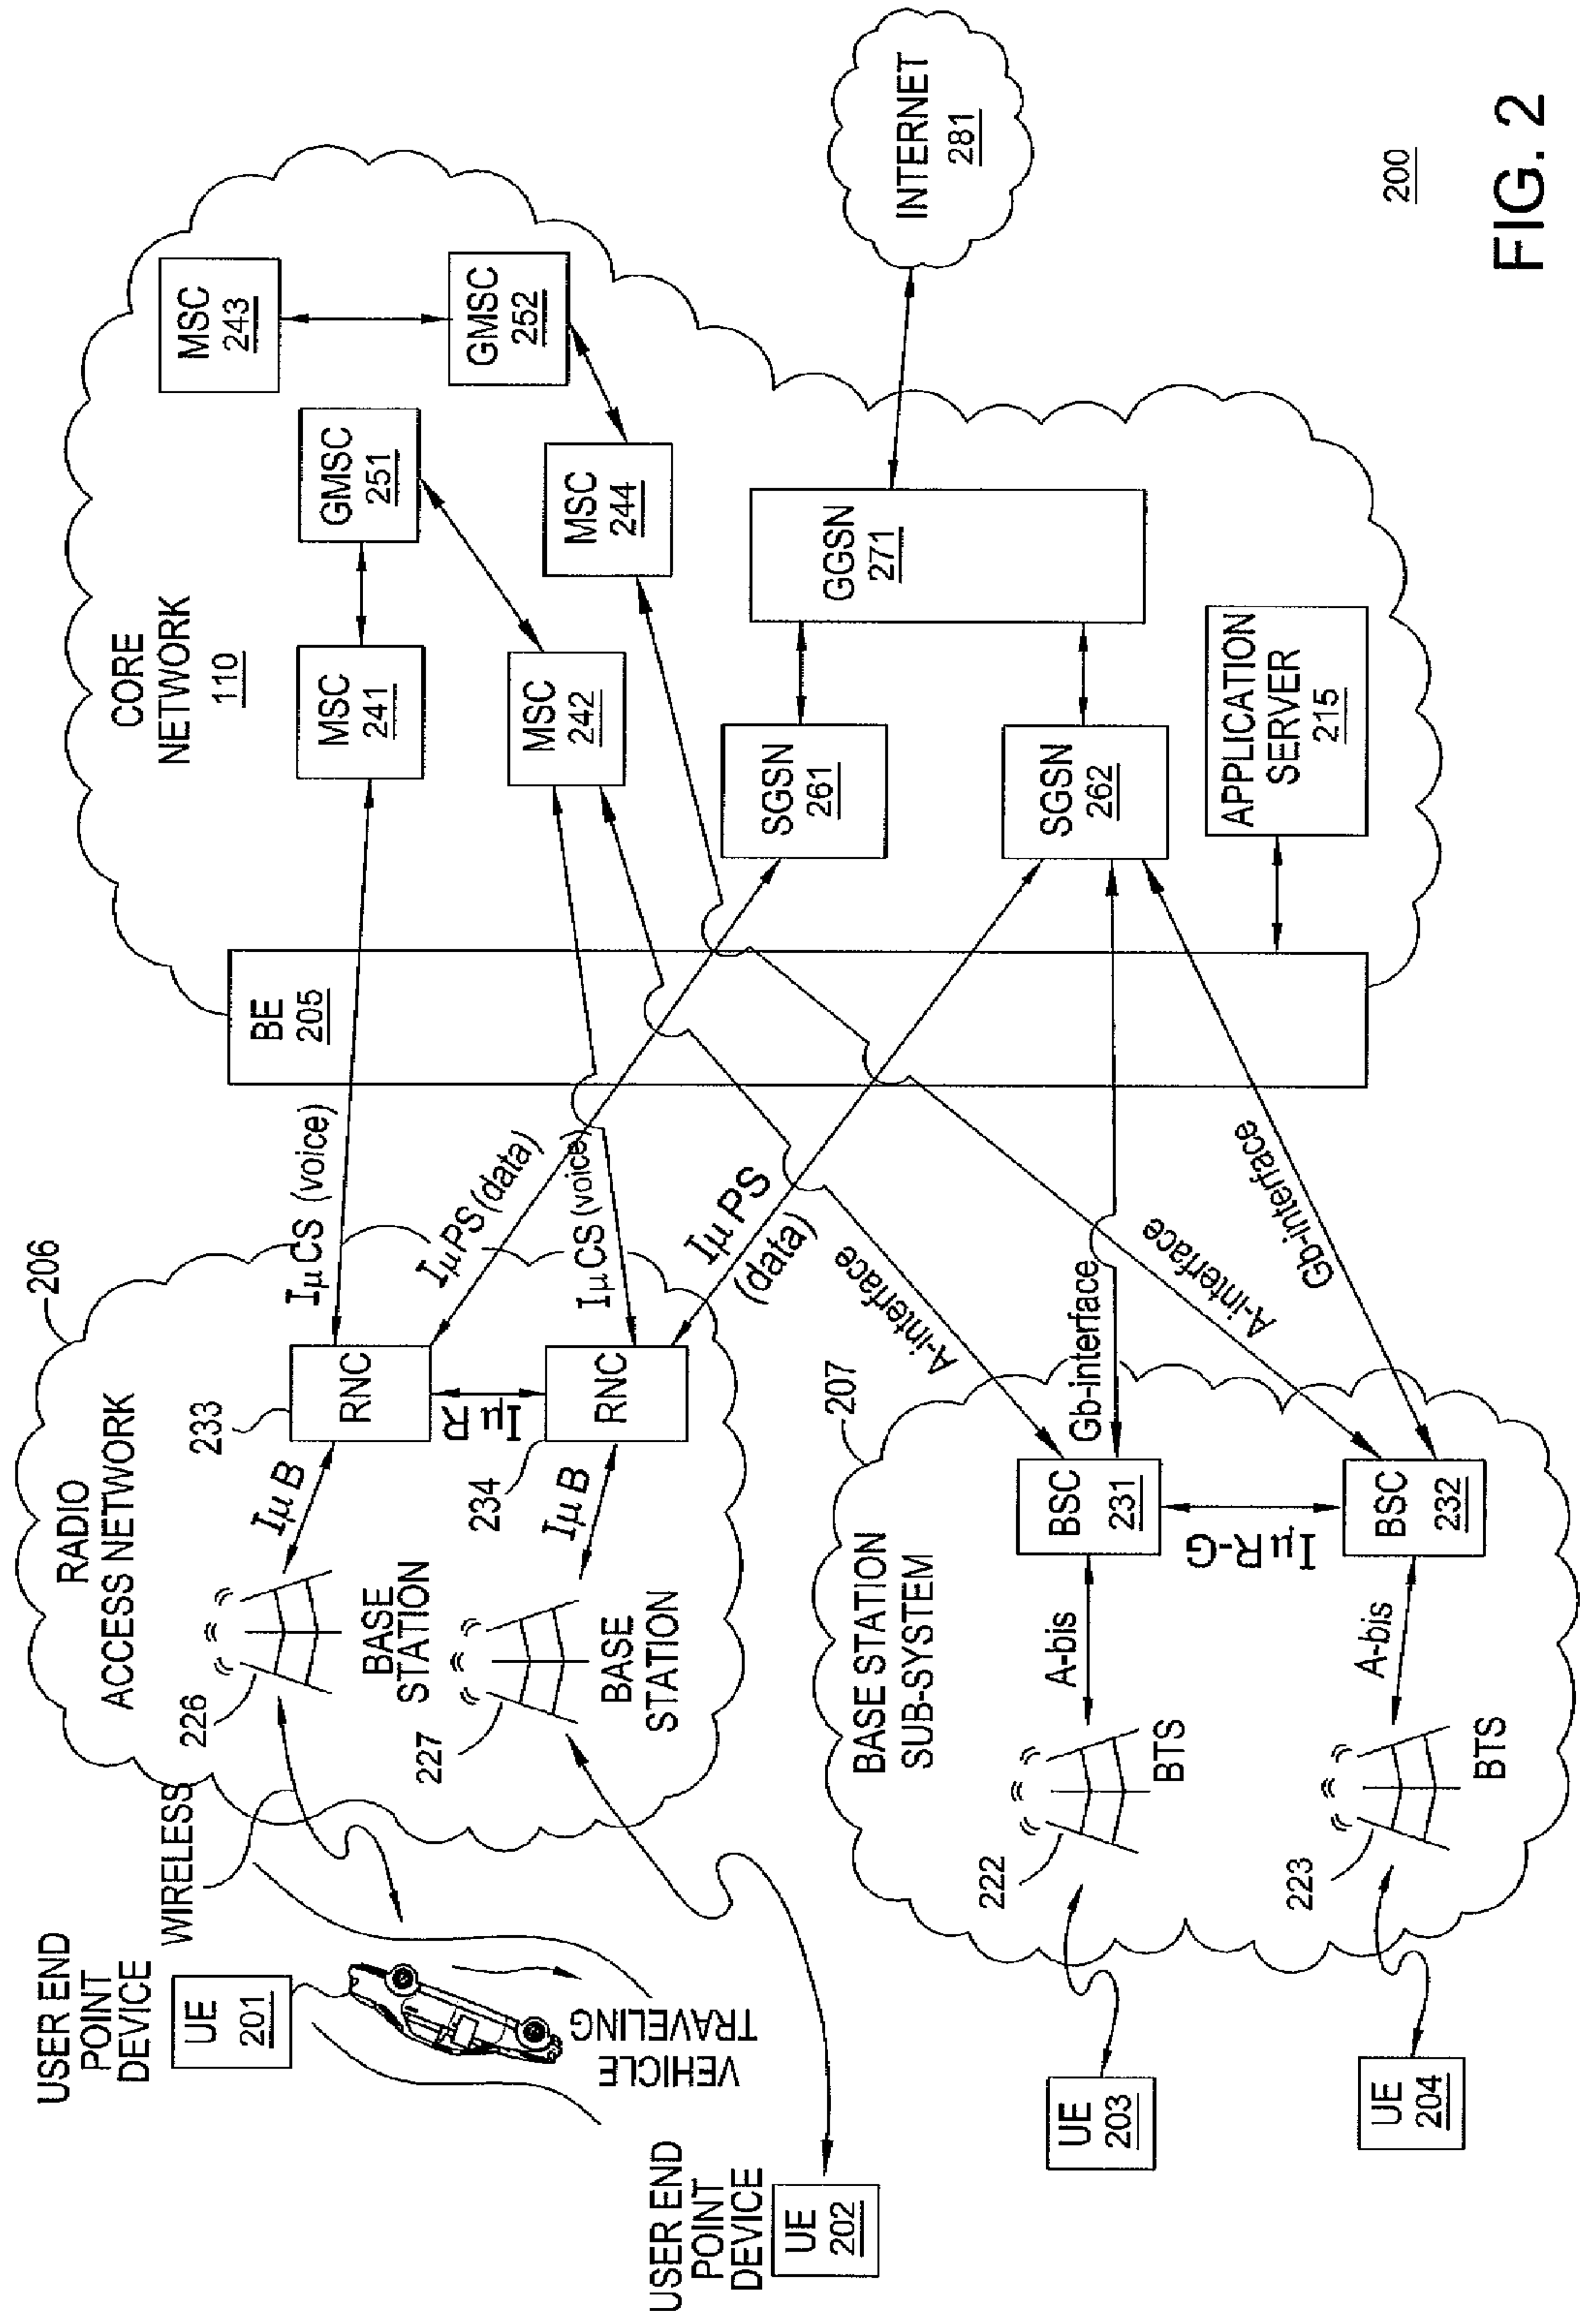 USER END
POINT
DEVICE
UE
201
WIRELESS
VEHICLE
TRAVELING
USER END
POINT
DEVICE
UE
202
UE
203
UE
204
RADIO
ACCESS NETWORK
206
226
BASE
STATION
227
BASE
STATION
IμB
IμB
233
RNC
IμR
234
RNC
BASE STATION
SUB-SYSTEM
207
222
BTS
223
BTS
A-bis
A-bis
BSC
231
IμR-G
BSC
232
IμCS (voice)
IμPS (data)
IμCS (voice)
IμPS
(data)
A-interface
Gb-interface
A-interface
Gb-interface
BE
205
CORE
NETWORK
110
MSC
241
GMSC
251
MSC
242
MSC
243
GMSC
252
MSC
244
SGSN
261
SGSN
262
GGSN
271
APPLICATION
SERVER
215
INTERNET
281
200
FIG. 2